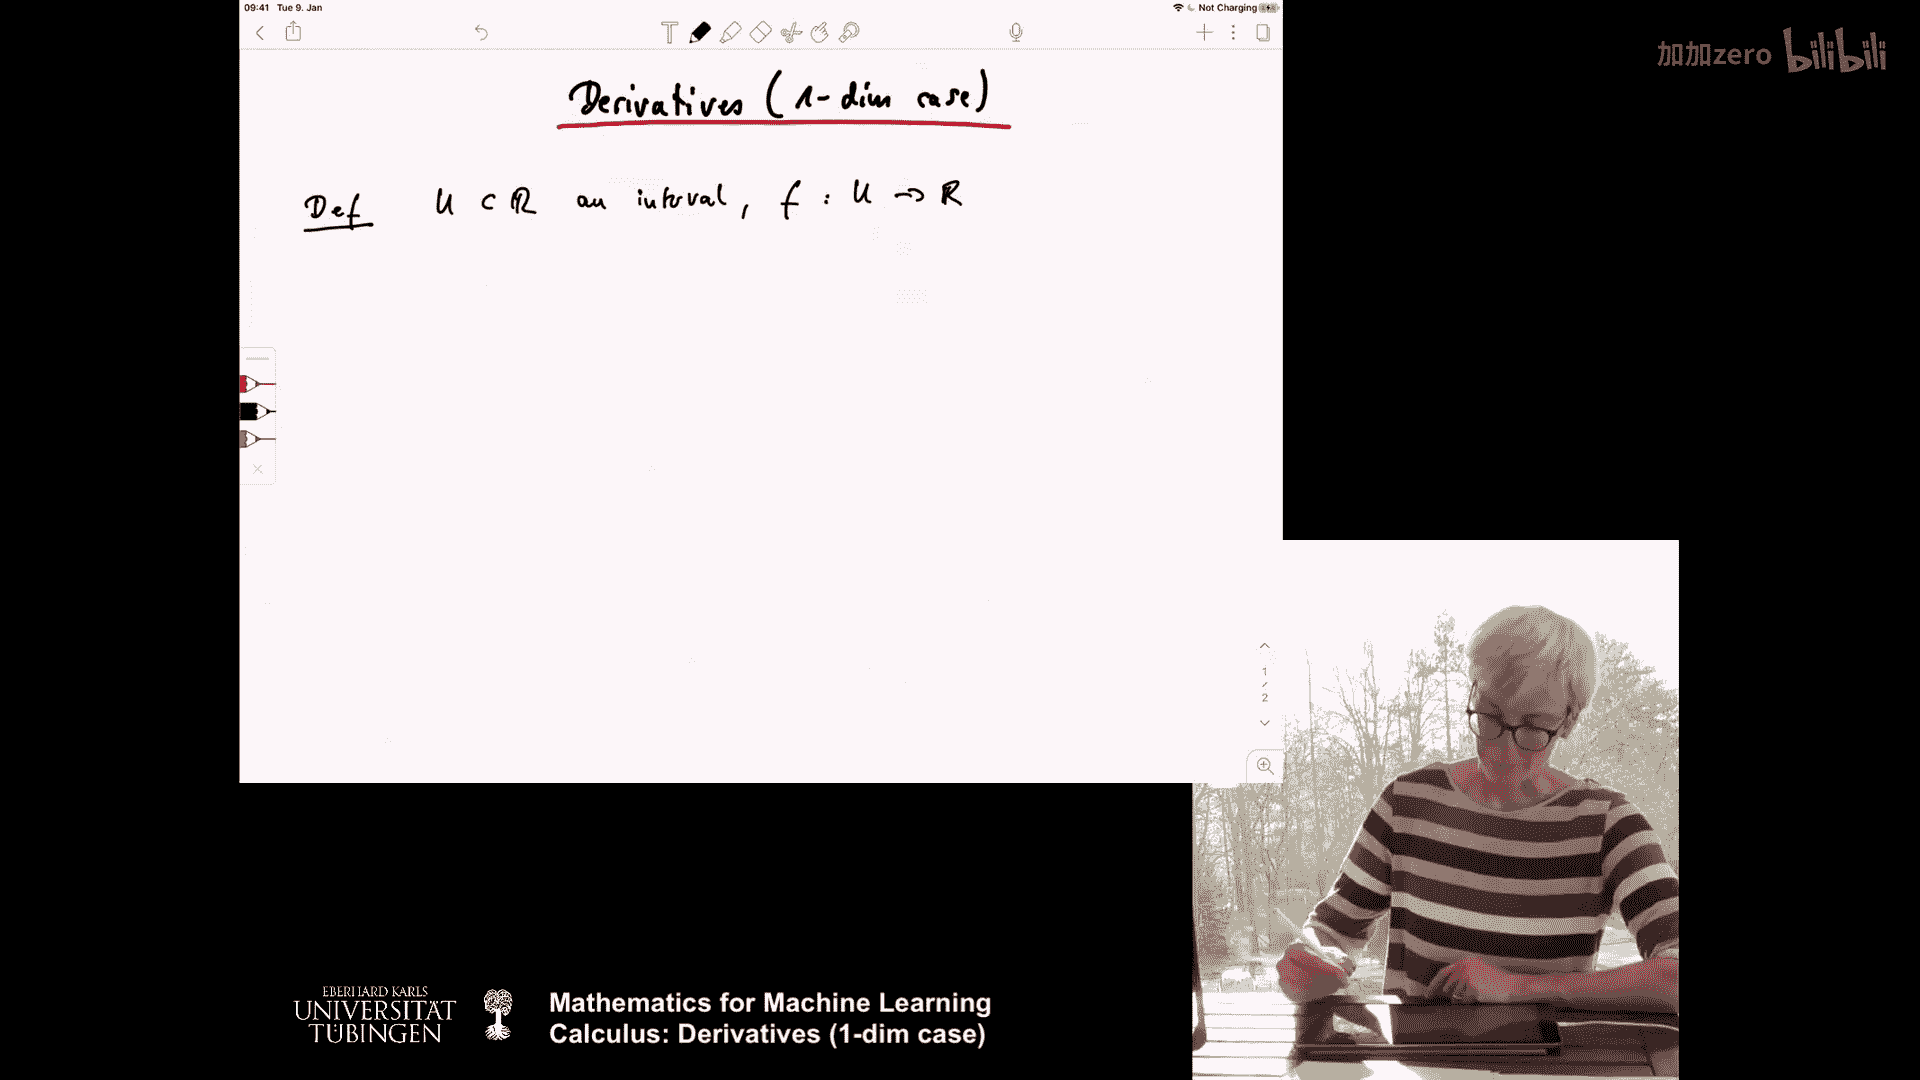 09:41 Tue 9. Jan
Not Charging
加加zero bilibili
Derivatives (1-dim case)
Def U ⊂ ℝ an interval, f : U → ℝ
1
/
2
EBERHARD KARLS
UNIVERSITÄT
TÜBINGEN
Mathematics for Machine Learning
Calculus: Derivatives (1-dim case)